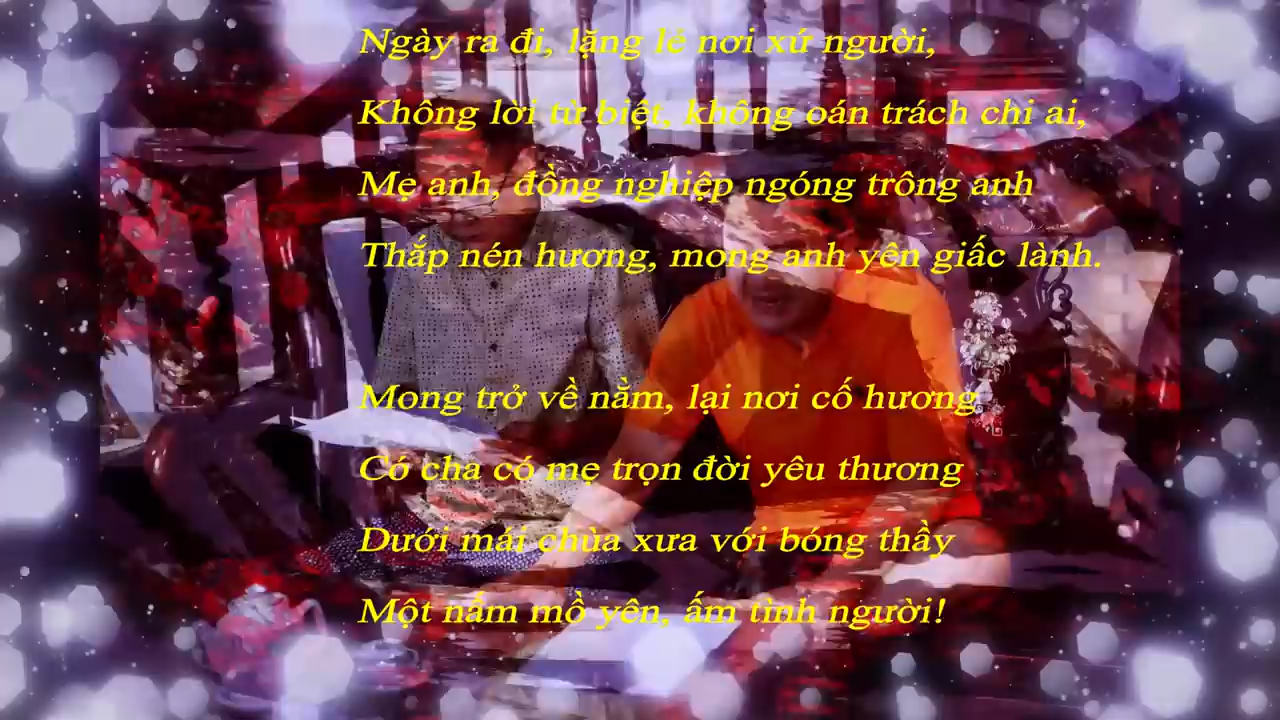 Ngày ra đi, lặng lẻ nơi xứ người,
Không lời từ biệt, không oán trách chi ai,
Mẹ anh, đồng nghiệp ngóng trông anh
Thắp nén hương, mong anh yên giấc lành.
Mong trở về nằm, lại nơi cố hương
Có cha có mẹ trọn đời yêu thương
Dưới mái chùa xưa với bóng thầy
Một nấm mồ yên, ấm tình người!